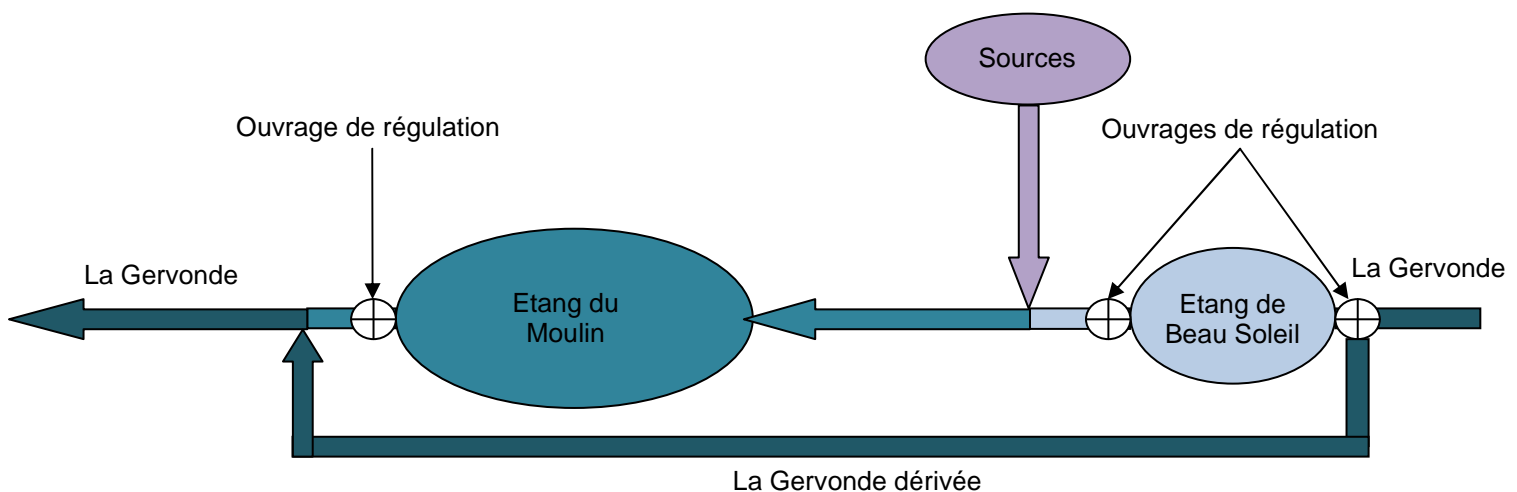 Sources
Ouvrage de régulation
Ouvrages de régulation
La Gervonde
La Gervonde
Etang du
Moulin
Etang de
Beau Soleil
La Gervonde dérivée